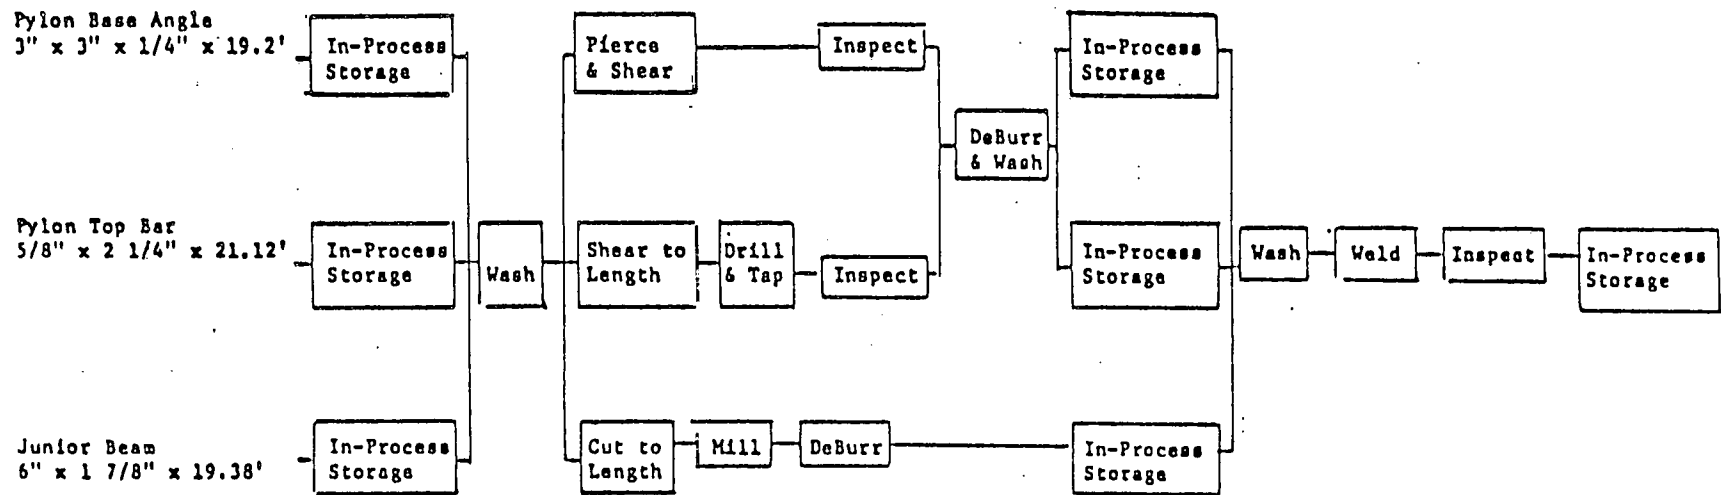 Pylon Base Angle
3" x 3" x 1/4" x 19.2'
In-Process
Storage
Pierce
& Shear
Inspect
In-Process
Storage
DeBurr
& Wash
Pylon Top Bar
5/8" x 2 1/4" x 21.12'
In-Process
Storage
Wash
Shear to
Length
Drill
& Tap
Inspect
In-Process
Storage
Wash
Weld
Inspect
In-Process
Storage
Junior Beam
6" x 1 7/8" x 19.38'
In-Process
Storage
Cut to
Length
Mill
DeBurr
In-Process
Storage